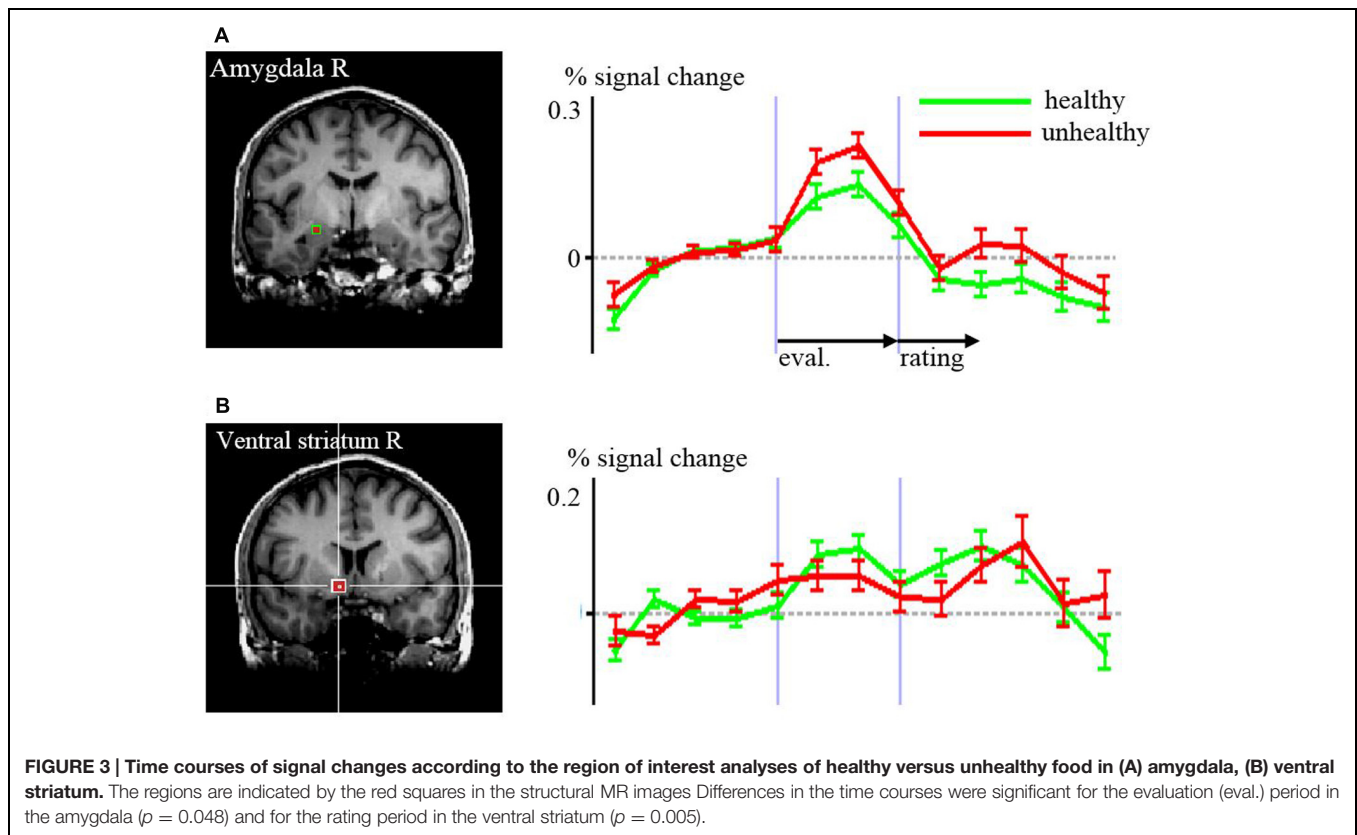 A
Amygdala R
% signal change
0.3
healthy
unhealthy
0
eval.
rating
B
Ventral striatum R
% signal change
0.2
FIGURE 3 | Time courses of signal changes according to the region of interest analyses of healthy versus unhealthy food in (A) amygdala, (B) ventral
striatum. The regions are indicated by the red squares in the structural MR images Differences in the time courses were significant for the evaluation (eval.) period in
the amygdala (p = 0.048) and for the rating period in the ventral striatum (p = 0.005).